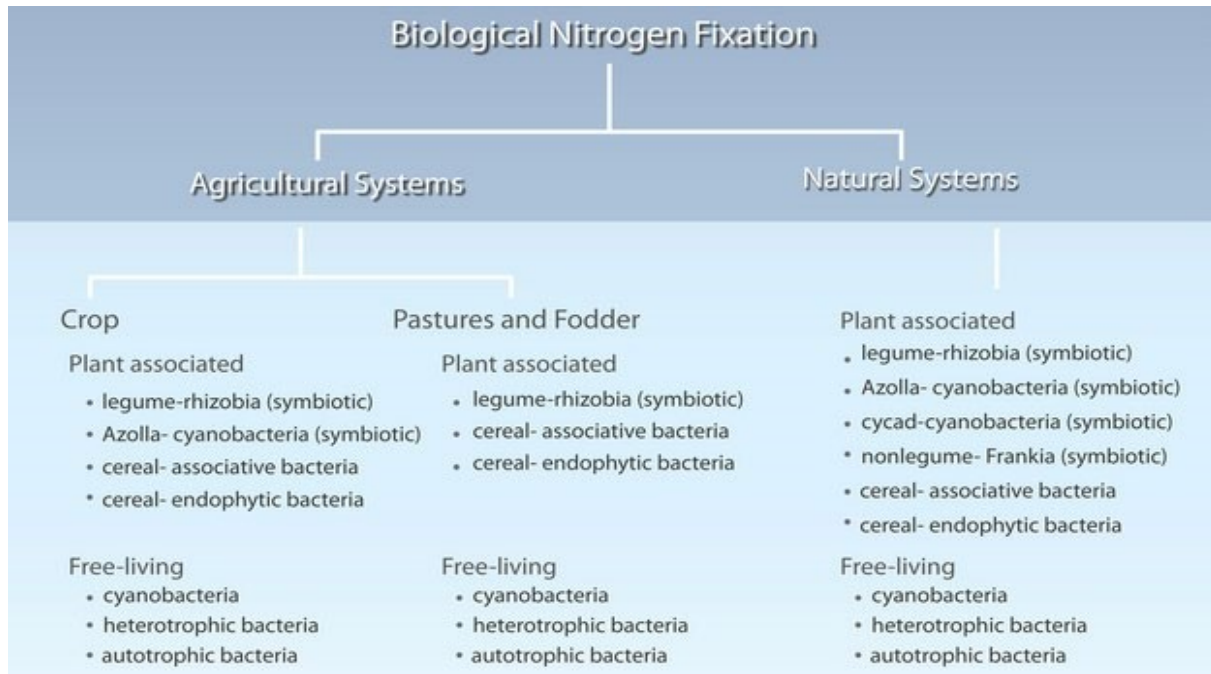 Biological Nitrogen Fixation
Agricultural Systems
Natural Systems
Crop
Plant associated
• legume-rhizobia (symbiotic)
• Azolla- cyanobacteria (symbiotic)
• cereal- associative bacteria
• cereal- endophytic bacteria
Free-living
• cyanobacteria
• heterotrophic bacteria
• autotrophic bacteria
Pastures and Fodder
Plant associated
• legume-rhizobia (symbiotic)
• cereal- associative bacteria
• cereal- endophytic bacteria
Free-living
• cyanobacteria
• heterotrophic bacteria
• autotrophic bacteria
Plant associated
• legume-rhizobia (symbiotic)
• Azolla- cyanobacteria (symbiotic)
• cycad-cyanobacteria (symbiotic)
• nonlegume- Frankia (symbiotic)
• cereal- associative bacteria
• cereal- endophytic bacteria
Free-living
• cyanobacteria
• heterotrophic bacteria
• autotrophic bacteria